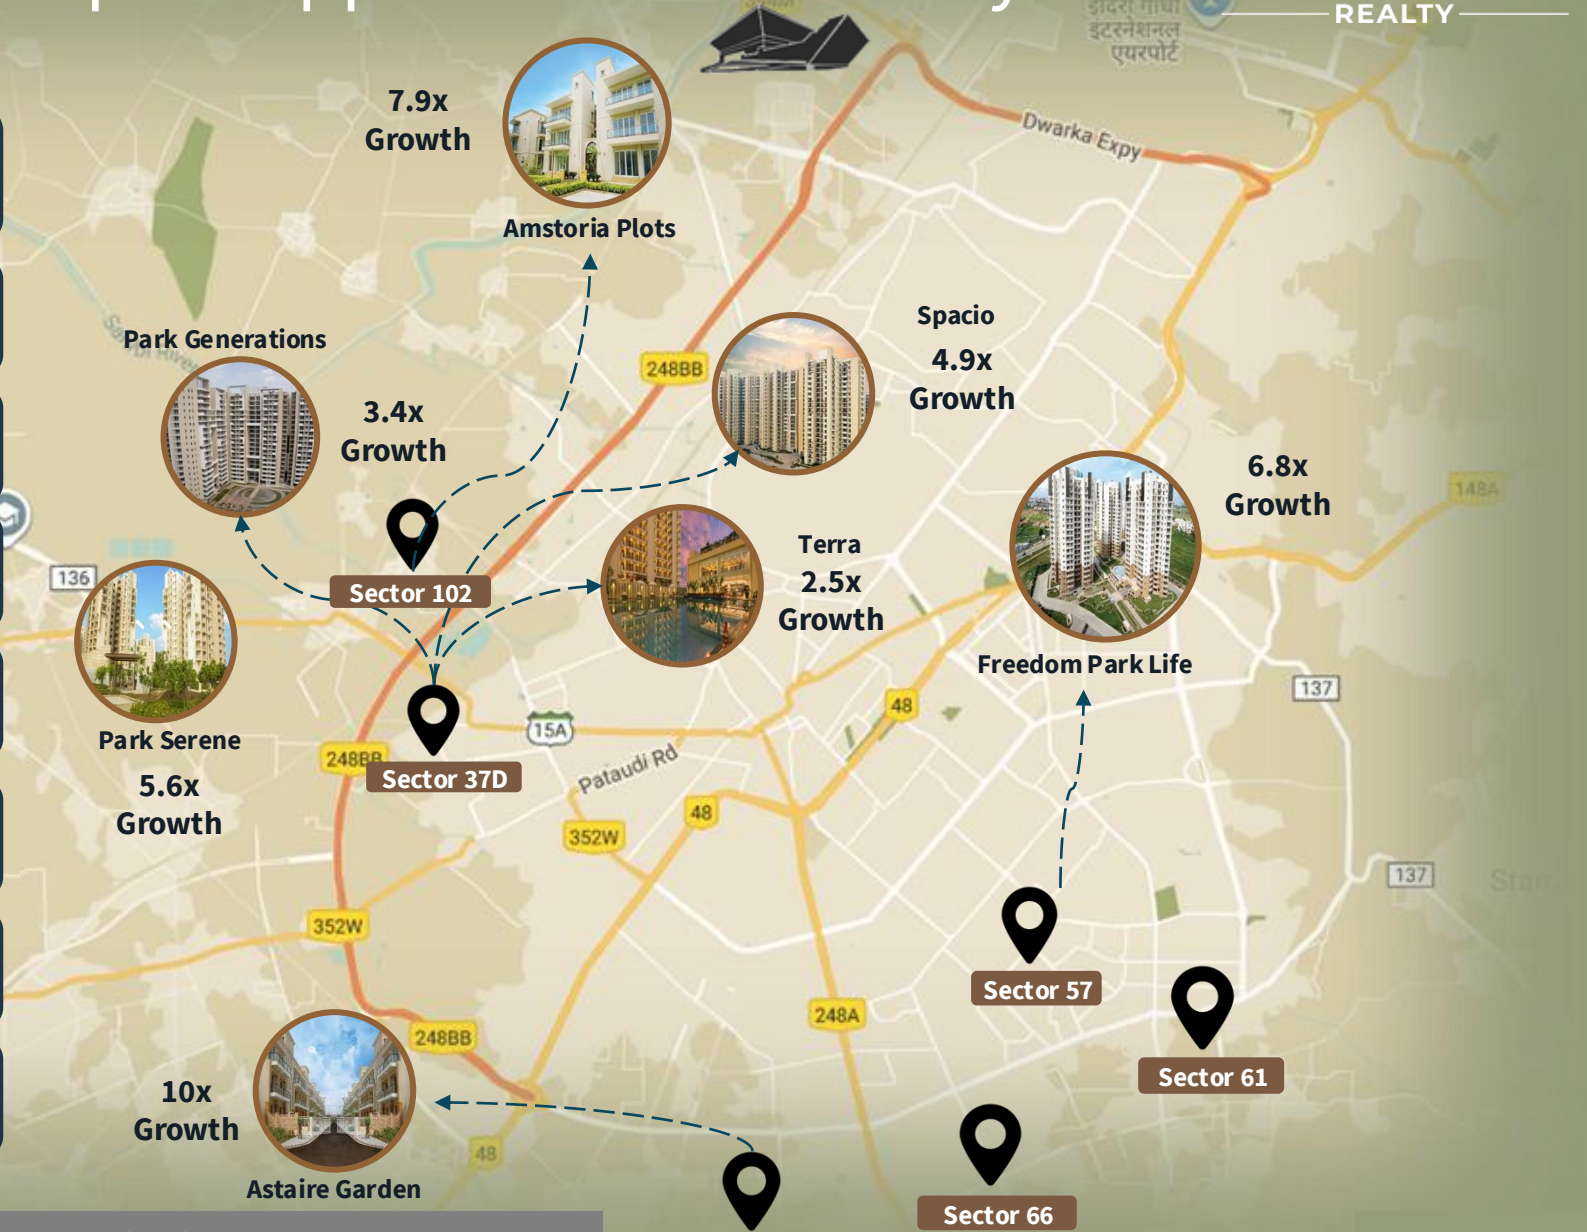 इंदिरा गांधी
इंटरनेशनल
एयरपोर्ट
REALTY
7.9x
Growth
Dwarka Expy
Amstoria Plots
Spacio
Park Generations
4.9x
248BB
Growth
3.4x
Growth
6.8x
Growth
148A
Terra
136
2.5x
Sector 102
Growth
Freedom Park Life
137
48
15A
Park Serene
248BB
Pataudi Rd
Sector 37D
5.6x
Growth
48
352W
137
352W
Sector 57
248A
248BB
Sector 61
10x
Growth
48
Astaire Garden
Sector 66